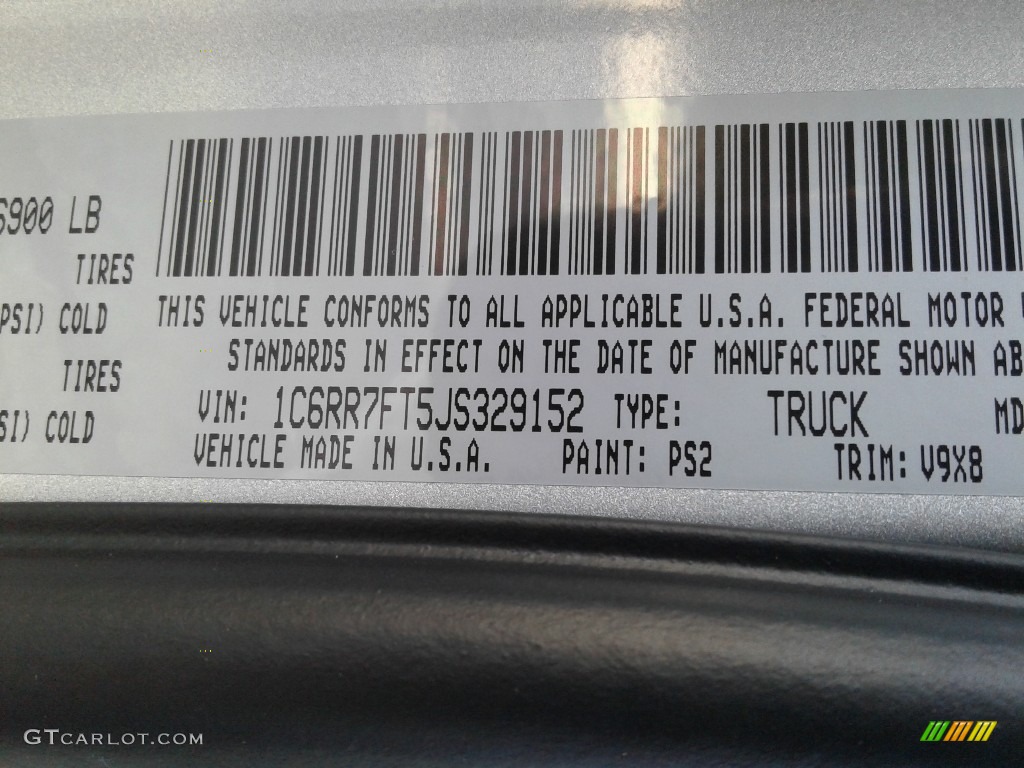 6900 LB
TIRES
PSI) COLD
TIRES
SI) COLD
THIS VEHICLE CONFORMS TO ALL APPLICABLE U.S.A. FEDERAL MOTOR
STANDARDS IN EFFECT ON THE DATE OF MANUFACTURE SHOWN AB
VIN: 1C6RR7FT5JS329152 TYPE: TRUCK MD
VEHICLE MADE IN U.S.A. PAINT: PS2 TRIM: V9X8
GTCARLOT.COM